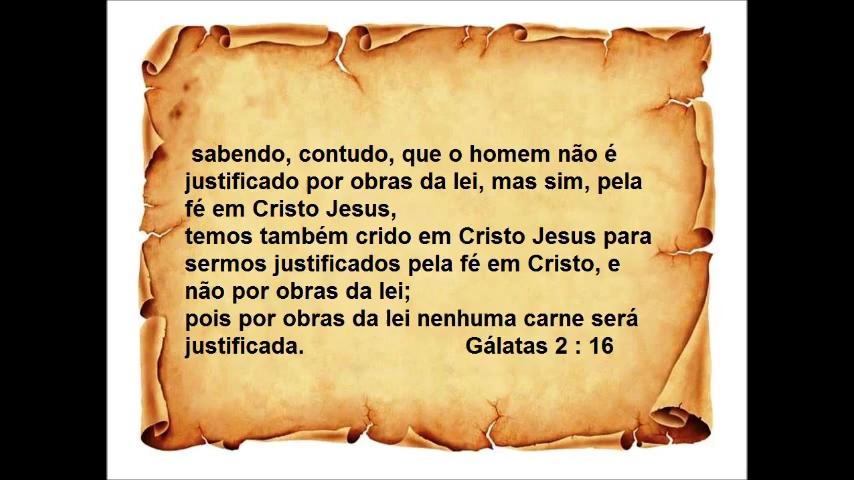 sabendo, contudo, que o homem não é
justificado por obras da lei, mas sim, pela
fé em Cristo Jesus,
temos também crido em Cristo Jesus para
sermos justificados pela fé em Cristo, e
não por obras da lei;
pois por obras da lei nenhuma carne será
justificada. Gálatas 2 : 16